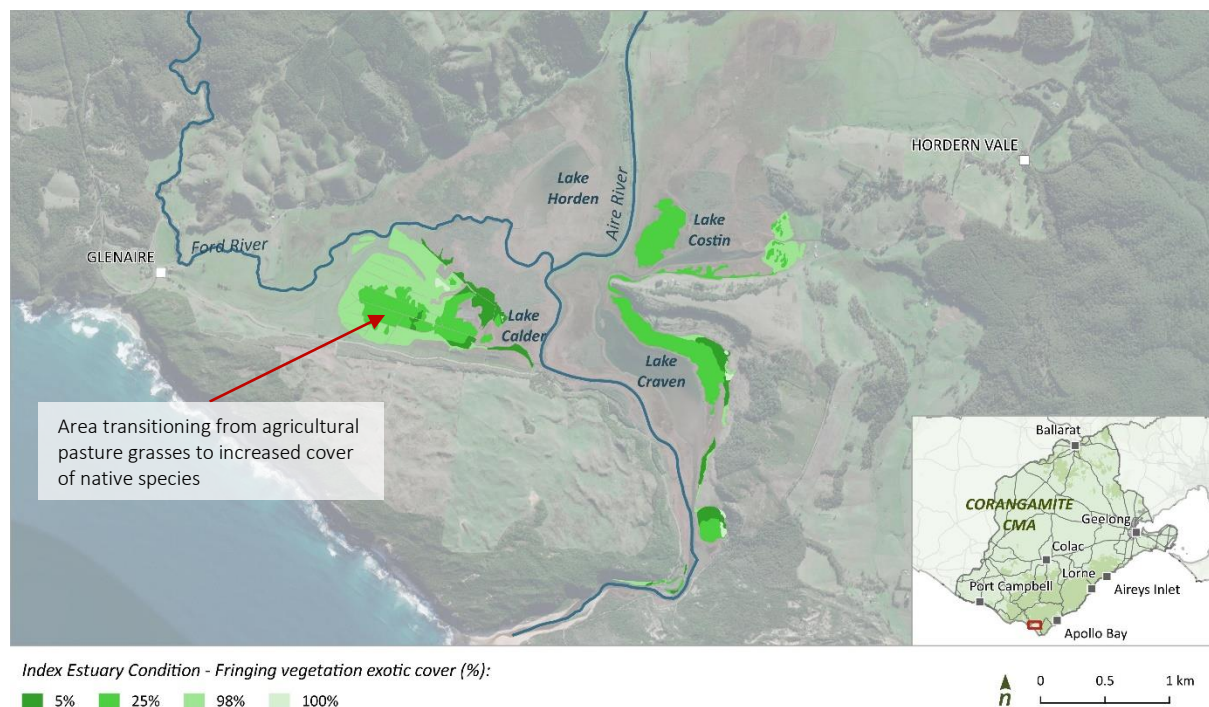 HORDERN VALE
Lake
Horden
Aire River
Lake
Costin
Ford River
GLENAIRE
Lake
Calder
Lake
Craven
Area transitioning from agricultural
pasture grasses to increased cover
of native species
Ballarat
CORANGAMITE
CMA
Geelong
Colac
Lorne
Port Campbell
Aireys Inlet
Apollo Bay
Index Estuary Condition - Fringing vegetation exotic cover (%):
5% 25% 98% 100%
n
0 0.5 1 km